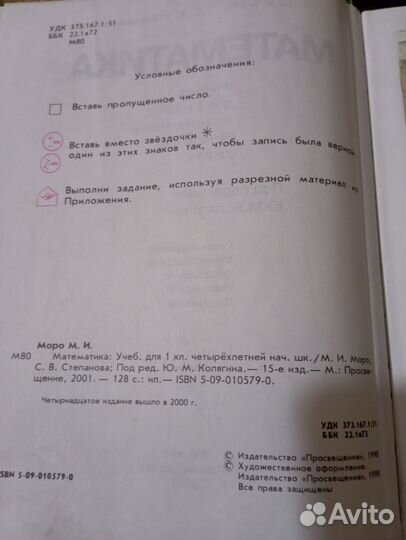 УДК 373.167.1:51
ББК 22.1я72
М80
МАТЕМАТИКА
Условные обозначения:
Вставь пропущенное число.
Вставь вместо звёздочки ✳
один из этих знаков так, чтобы запись была верной
Выполни задание, используя разрезной материал из
Приложения.
Моро М. И.
М80 Математика: Учеб. для 1 кл. четырёхлетней нач. шк./М. И. Моро,
С. В. Степанова; Под ред. Ю. М. Колягина.— 15-е изд.— М.: Просве-
щение, 2001. — 128 с.: ил.— ISBN 5-09-010579-0.
Четырнадцатое издание вышло в 2000 г.
УДК 373.167.1:51
ББК 22.1я72
© Издательство «Просвещение», 1998
© Художественное оформление.
Издательство «Просвещение», 1998
Все права защищены
ISBN 5-09-010579-0
Avito